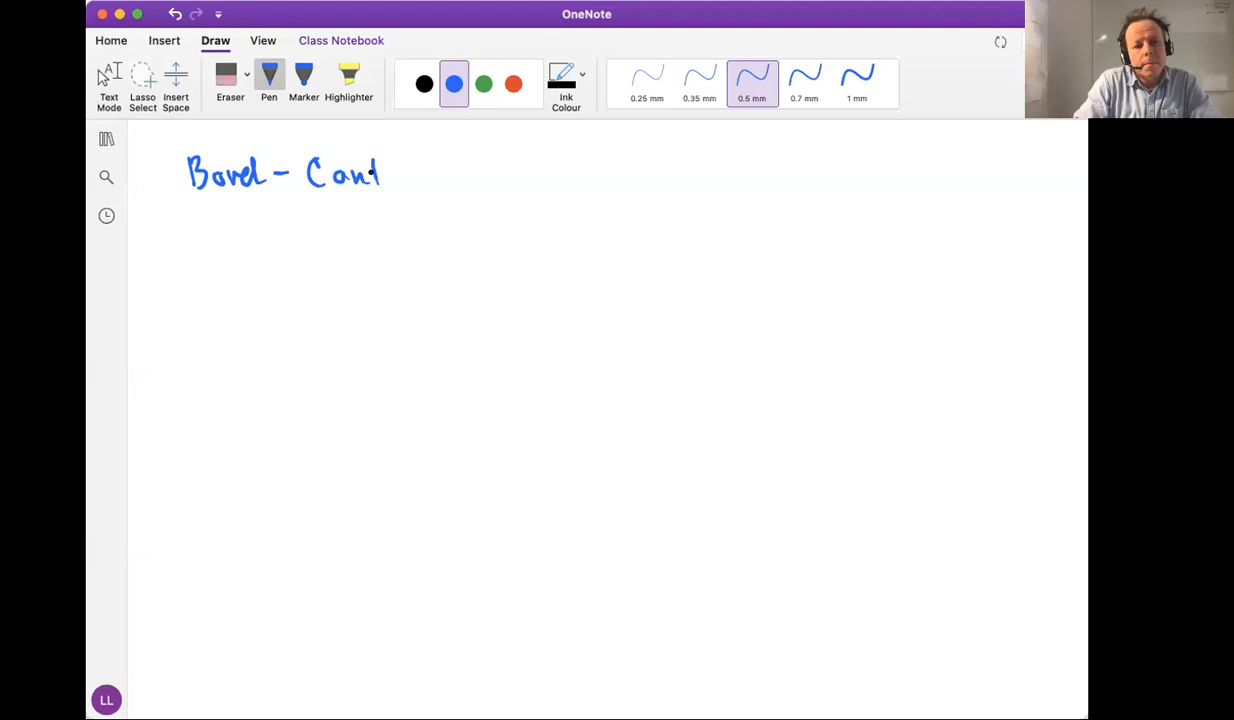 OneNote
Home Insert Draw View Class Notebook
Text Mode Lasso Select Insert Space Eraser Pen Marker Highlighter Ink Colour 0.25 mm 0.35 mm 0.5 mm 0.7 mm 1 mm
Borel - Cant
LL